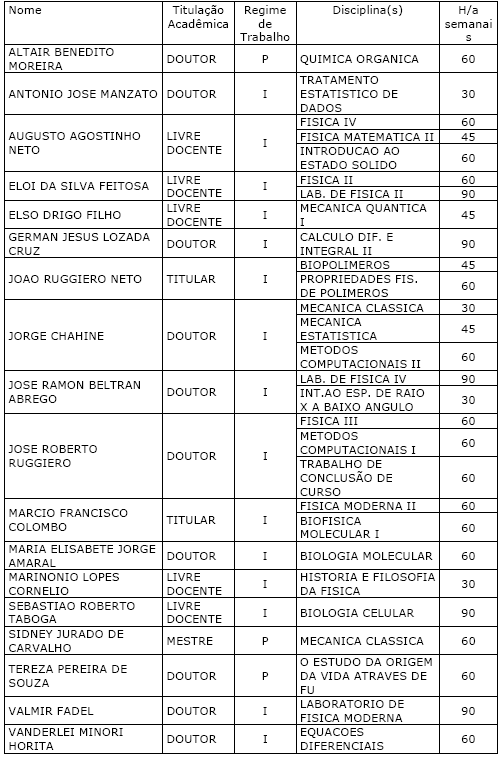 Nome Titulação Acadêmica Regime de Trabalho Disciplina(s) H/a semanais
ALTAIR BENEDITO MOREIRA DOUTOR P QUIMICA ORGANICA 60
ANTONIO JOSE MANZATO DOUTOR I TRATAMENTO ESTATISTICO DE DADOS 30
AUGUSTO AGOSTINHO NETO LIVRE DOCENTE I FISICA IV 60
FISICA MATEMATICA II 45
INTRODUCAO AO ESTADO SOLIDO 60
ELOI DA SILVA FEITOSA LIVRE DOCENTE I FISICA II 60
LAB. DE FISICA II 90
ELSO DRIGO FILHO LIVRE DOCENTE I MECANICA QUANTICA I 45
GERMAN JESUS LOZADA CRUZ DOUTOR I CALCULO DIF. E INTEGRAL II 90
JOAO RUGGIERO NETO TITULAR I BIOPOLIMEROS 45
PROPRIEDADES FIS. DE POLIMEROS 60
JORGE CHAHINE DOUTOR I MECANICA CLASSICA 30
MECANICA ESTATISTICA 45
METODOS COMPUTACIONAIS II 60
JOSE RAMON BELTRAN ABREGO DOUTOR I LAB. DE FISICA IV 90
INT.AO ESP. DE RAIO X A BAIXO ANGULO 30
JOSE ROBERTO RUGGIERO DOUTOR I FISICA III 60
METODOS COMPUTACIONAIS I 60
TRABALHO DE CONCLUSÃO DE CURSO 60
MARCIO FRANCISCO COLOMBO TITULAR I FISICA MODERNA II 60
BIOFISICA MOLECULAR I 60
MARIA ELISABETE JORGE AMARAL DOUTOR I BIOLOGIA MOLECULAR 60
MARINONIO LOPES CORNELIO LIVRE DOCENTE I HISTORIA E FILOSOFIA DA FISICA 30
SEBASTIAO ROBERTO TABOGA LIVRE DOCENTE I BIOLOGIA CELULAR 90
SIDNEY JURADO DE CARVALHO MESTRE P MECANICA CLASSICA 60
TEREZA PEREIRA DE SOUZA DOUTOR P O ESTUDO DA ORIGEM DA VIDA ATRAVES DE FU 60
VALMIR FADEL DOUTOR I LABORATORIO DE FISICA MODERNA 90
VANDERLEI MINORI HORITA DOUTOR I EQUACOES DIFERENCIAIS 60